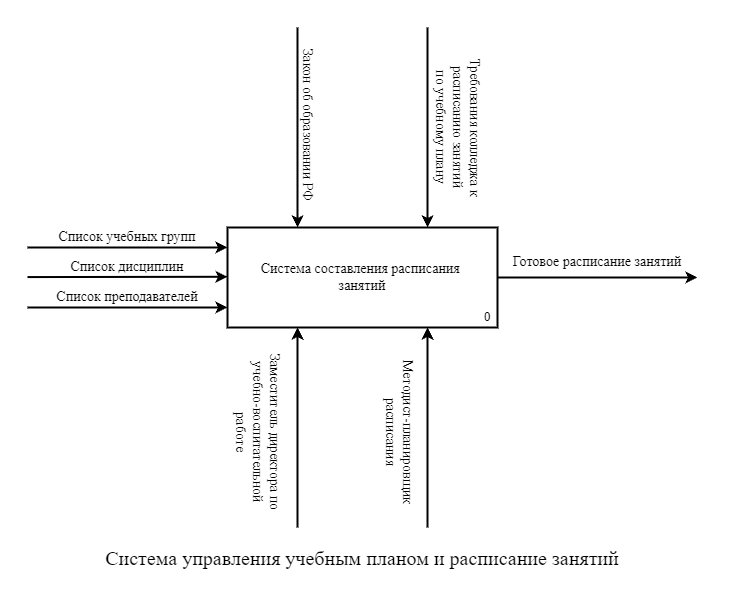 Закон об образовании РФ
Требования колледжа к
расписанию занятий
по учебному плану
Список учебных групп
Список дисциплин
Список преподавателей
Система составления расписания
занятий
0
Готовое расписание занятий
Заместитель директора по
учебно-воспитательной
работе
Методист-планировщик
расписания
Система управления учебным планом и расписание занятий